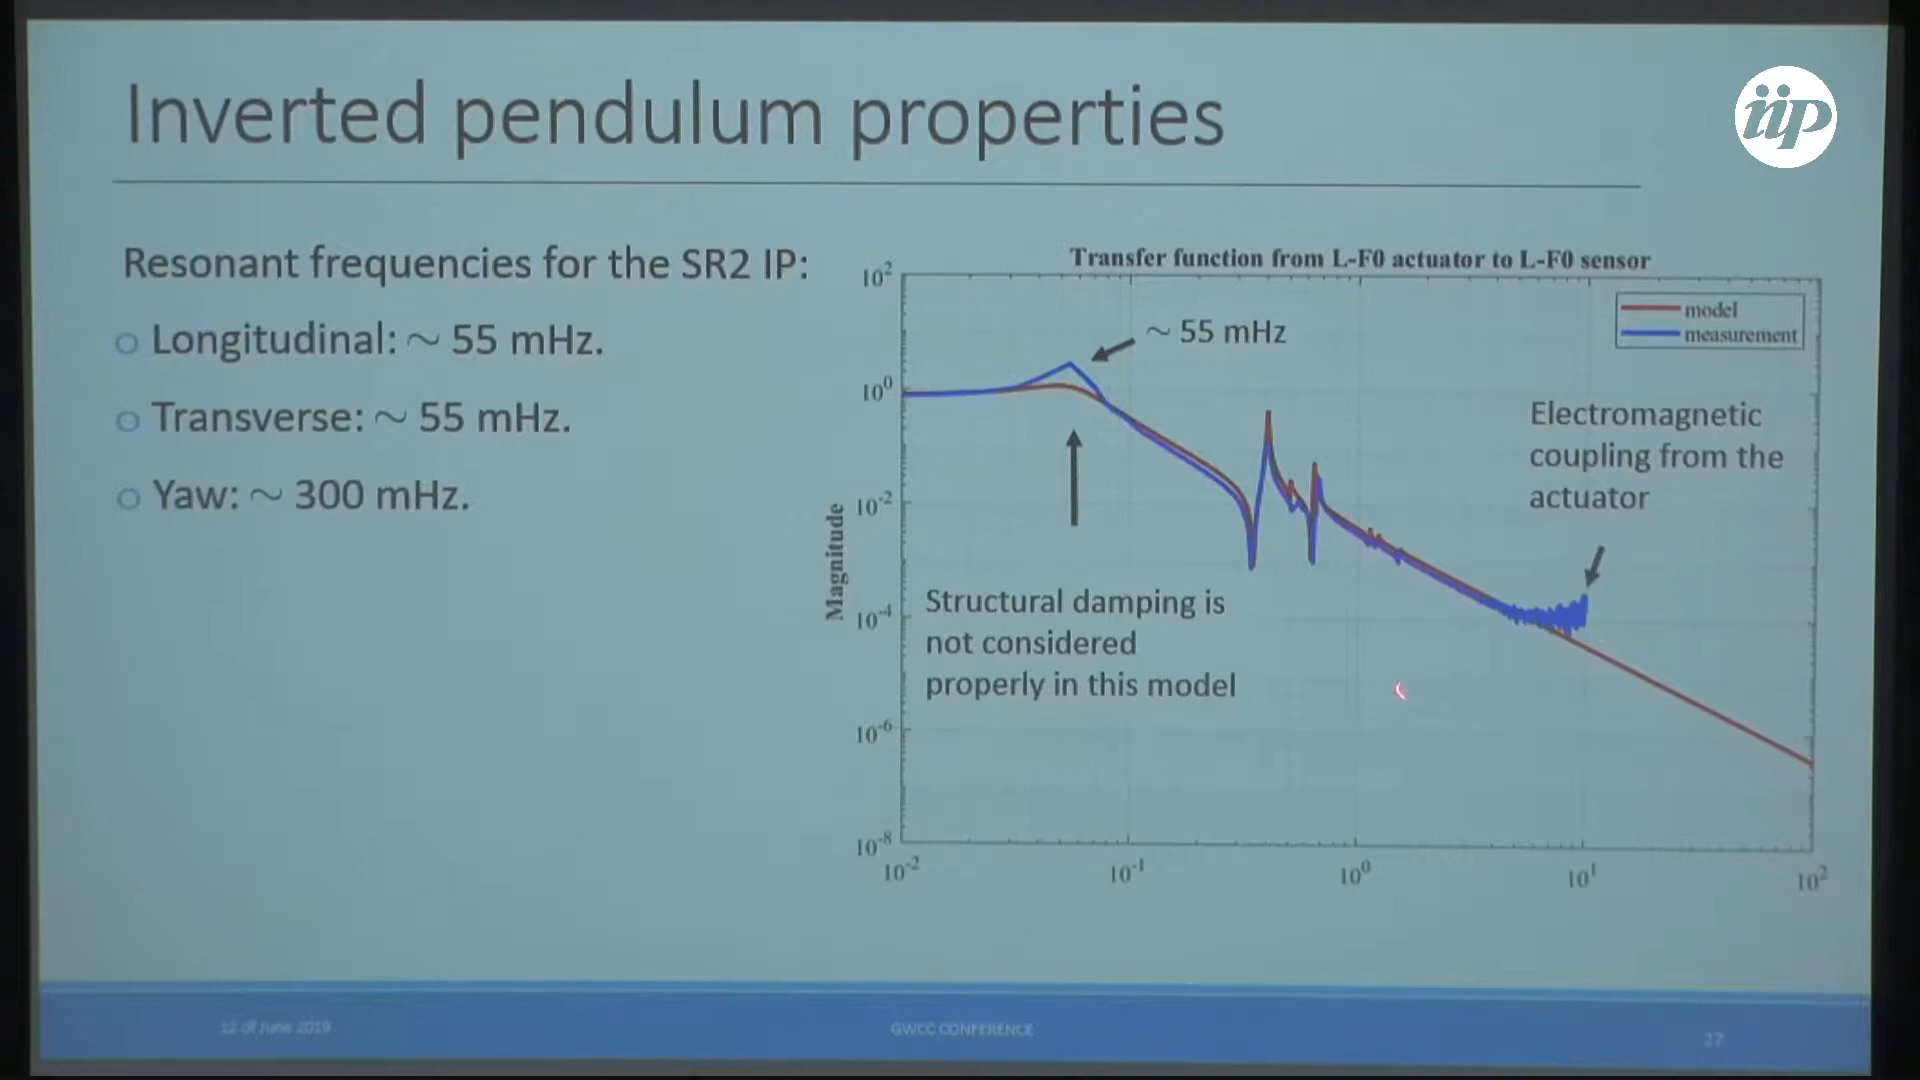 Inverted pendulum properties
iip
Resonant frequencies for the SR2 IP:
Longitudinal: ~ 55 mHz.
Transverse: ~ 55 mHz.
Yaw: ~ 300 mHz.
Transfer function from L-F0 actuator to L-F0 sensor
model
measurement
~ 55 mHz
Electromagnetic
coupling from the
actuator
Structural damping is
not considered
properly in this model
Magnitude
10²
10⁰
10⁻²
10⁻⁴
10⁻⁶
10⁻⁸
10⁻²
10⁻¹
10⁰
10¹
10²
12 of June 2019
GWCC CONFERENCE
27